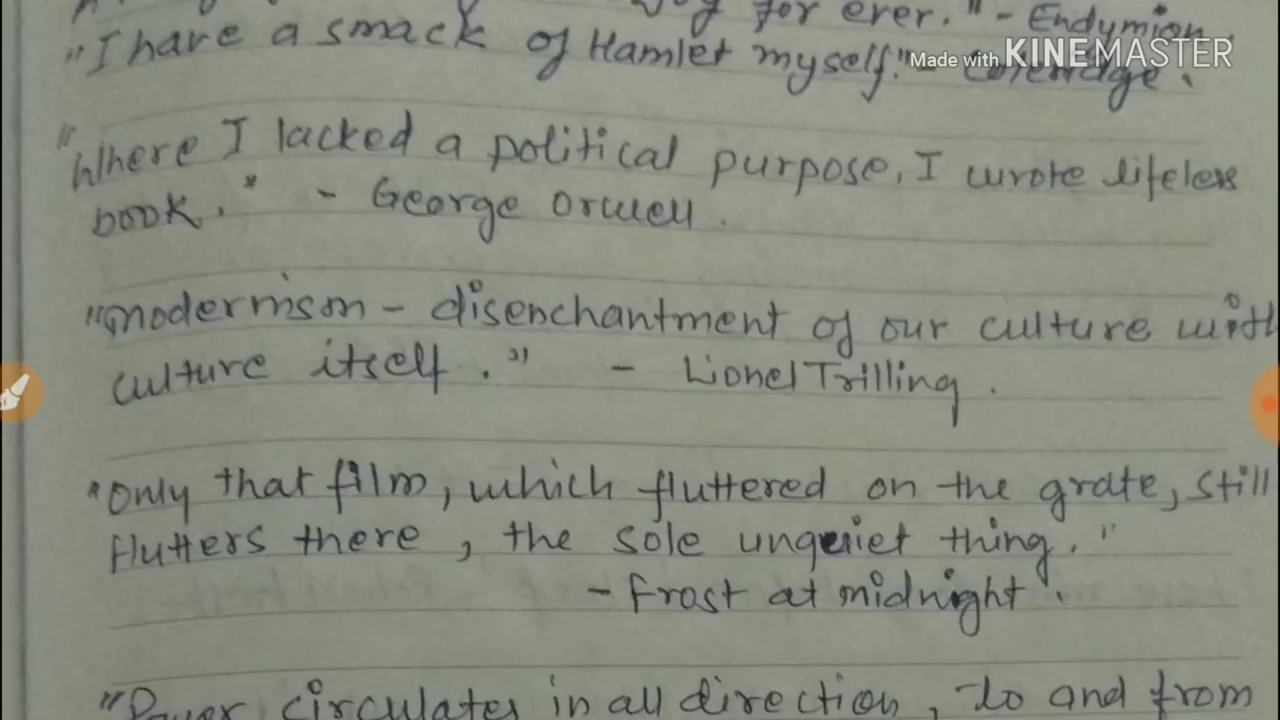 for ever." - Endymion.
"I have a smack of Hamlet myself." - Coleridge.
Made with KINEMASTER
"Where I lacked a political purpose, I wrote lifeless
book." - George Orwell.
"Modernism - disenchantment of our culture with
culture itself." - Lionel Trilling.
"Only that film, which fluttered on the grate, still
flutters there, the sole unquiet thing."
- Frost at midnight.
"Power circulates in all direction, to and from